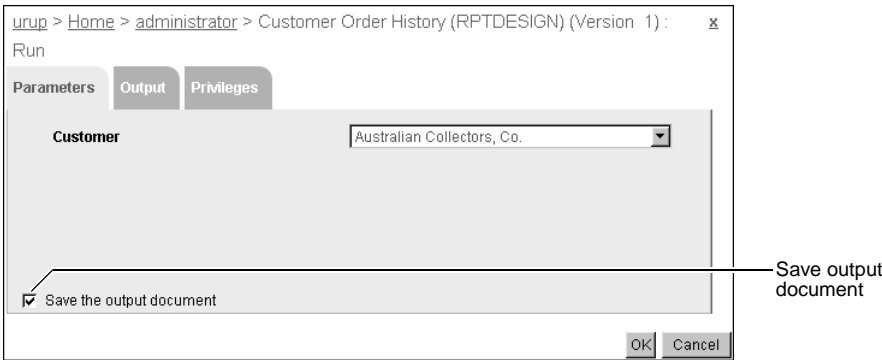 urup > Home > administrator > Customer Order History (RPTDESIGN) (Version 1) : x
Run
Parameters Output Privileges
Customer Australian Collectors, Co.
Save the output document
Save output
document
OK Cancel